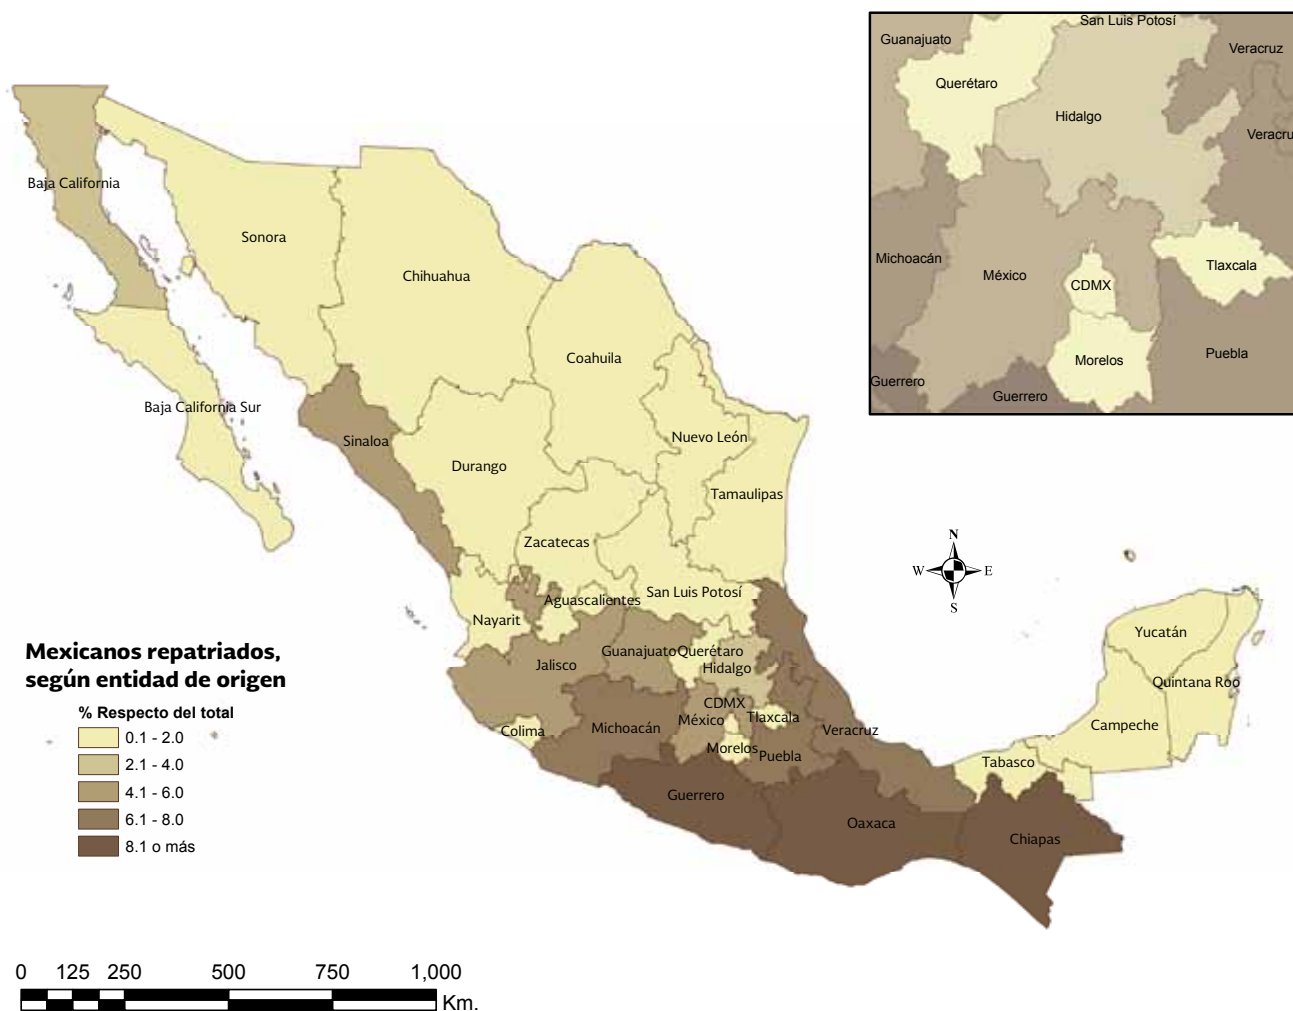 San Luis Potosí
Guanajuato
Veracruz
Querétaro
Hidalgo
Veracru
Michoacán
México
CDMX
Tlaxcala
Morelos
Puebla
Guerrero
Guerrero
Baja California
Sonora
Chihuahua
Coahuila
Baja California Sur
Sinaloa
Nuevo León
Durango
Tamaulipas
Zacatecas
N
W
E
S
San Luis Potosí
Aguascalientes
Nayarit
Yucatán
Guanajuato
Querétaro
Jalisco
Hidalgo
Quintana Roo
CDMX
México
Tlaxcala
Michoacán
Colima
Veracruz
Campeche
Morelos
Puebla
Tabasco
Guerrero
Oaxaca
Chiapas
Mexicanos repatriados,
según entidad de origen
% Respecto del total
0.1 - 2.0
2.1 - 4.0
4.1 - 6.0
6.1 - 8.0
8.1 o más
0 125 250 500 750 1,000
Km.